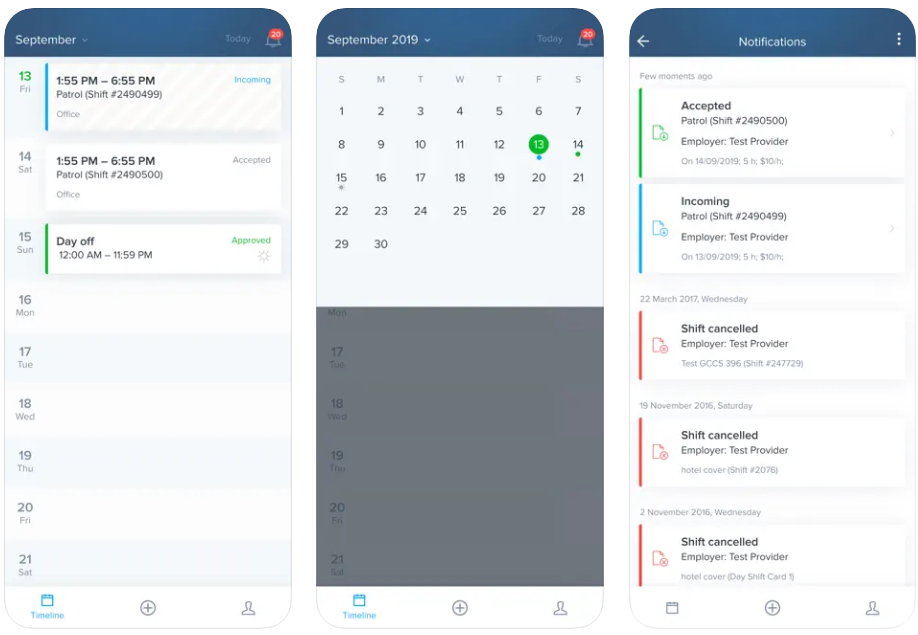 September
Today
20
13
Fri
1:55 PM – 6:55 PM
Incoming
Patrol (Shift #2490499)
Office
14
Sat
1:55 PM – 6:55 PM
Accepted
Patrol (Shift #2490500)
Office
15
Sun
Day off
Approved
12:00 AM – 11:59 PM
16
Mon
17
Tue
18
Wed
19
Thu
20
Fri
21
Sat
Timeline
September 2019
Today
20
S M T W T F S
1 2 3 4 5 6 7
8 9 10 11 12 13 14
15 16 17 18 19 20 21
22 23 24 25 26 27 28
29 30
Mon
17
Tue
18
Wed
19
Thu
20
Fri
21
Sat
Timeline
Notifications
Few moments ago
Accepted
Patrol (Shift #2490500)
Employer: Test Provider
On 14/09/2019; 5 h; $10/h;
Incoming
Patrol (Shift #2490499)
Employer: Test Provider
On 13/09/2019; 5 h; $10/h;
22 March 2017, Wednesday
Shift cancelled
Employer: Test Provider
Test GCCS 396 (Shift #247729)
19 November 2016, Saturday
Shift cancelled
Employer: Test Provider
hotel cover (Shift #2076)
2 November 2016, Wednesday
Shift cancelled
Employer: Test Provider
hotel cover (Day Shift Card 1)